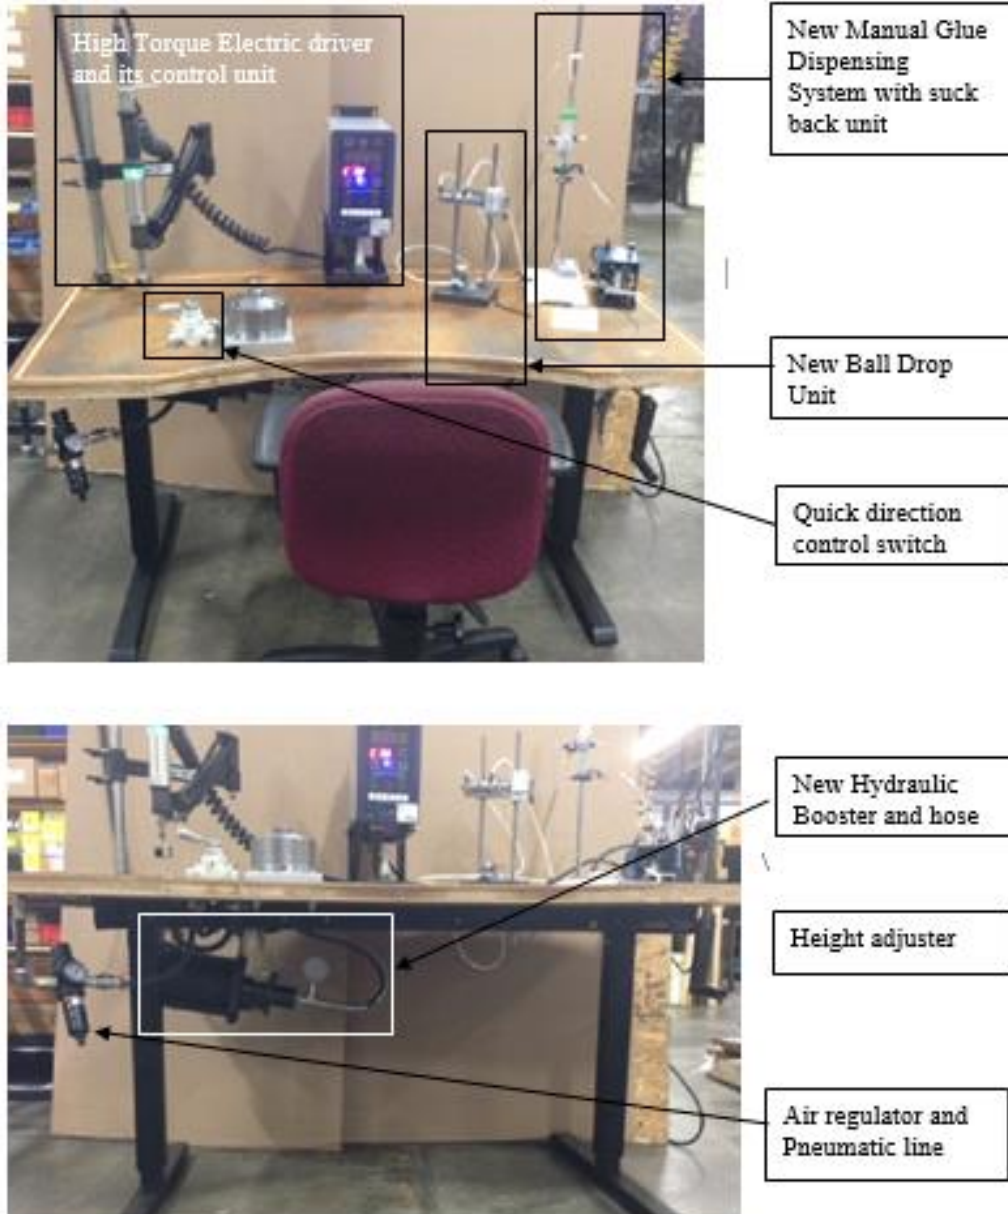 High Torque Electric driver
and its control unit
New Manual Glue
Dispensing
System with suck
back unit
New Ball Drop
Unit
Quick direction
control switch
New Hydraulic
Booster and hose
Height adjuster
Air regulator and
Pneumatic line